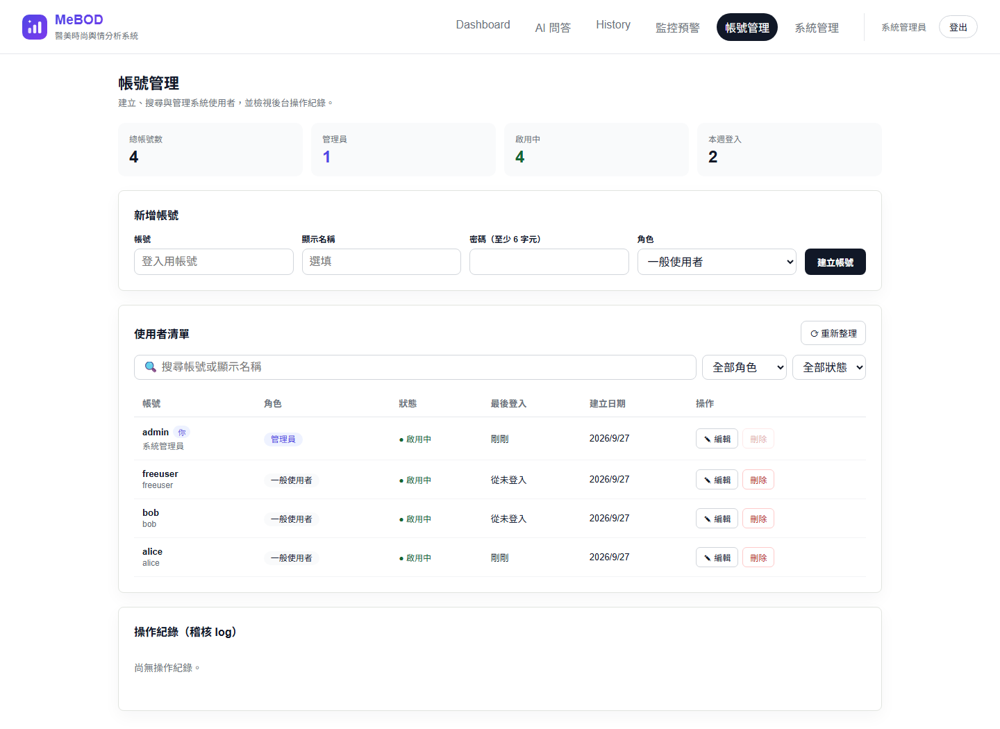 MeBOD
醫美時尚輿情分析系統
Dashboard
AI 問答
History
監控預警
帳號管理
系統管理
系統管理員
登出
帳號管理
建立、搜尋與管理系統使用者，並檢視後台操作紀錄。
總帳號數
4
管理員
1
啟用中
4
本週登入
2
新增帳號
帳號
顯示名稱
密碼（至少 6 字元）
角色
登入用帳號
選填
一般使用者
建立帳號
使用者清單
⟳ 重新整理
🔍 搜尋帳號或顯示名稱
全部角色
全部狀態
帳號 角色 狀態 最後登入 建立日期 操作
admin 你
系統管理員
管理員
● 啟用中
剛剛
2026/9/27
✎ 編輯
刪除
freeuser
freeuser
一般使用者
● 啟用中
從未登入
2026/9/27
✎ 編輯
刪除
bob
bob
一般使用者
● 啟用中
從未登入
2026/9/27
✎ 編輯
刪除
alice
alice
一般使用者
● 啟用中
剛剛
2026/9/27
✎ 編輯
刪除
操作紀錄（稽核 log）
尚無操作紀錄。